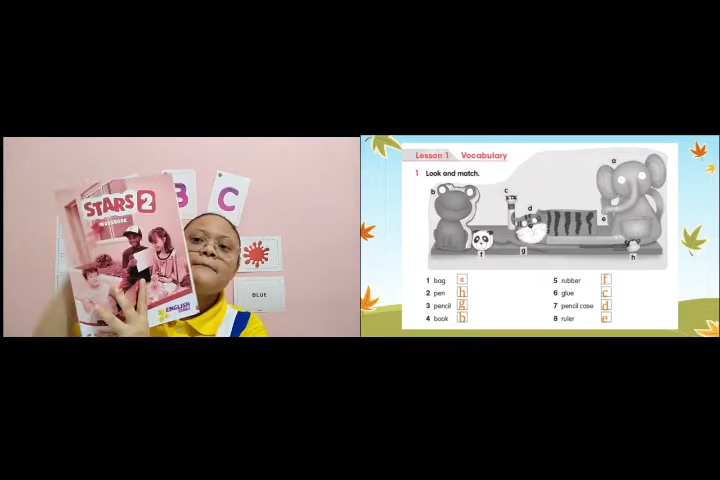 STARS 2
WORKBOOK
ENGLISH
B
C
BLUE
Lesson 1 Vocabulary
1 Look and match.
a
b
c
d
e
f
g
h
1 bag a
2 pen h
3 pencil g
4 book b
5 rubber f
6 glue c
7 pencil case d
8 ruler e